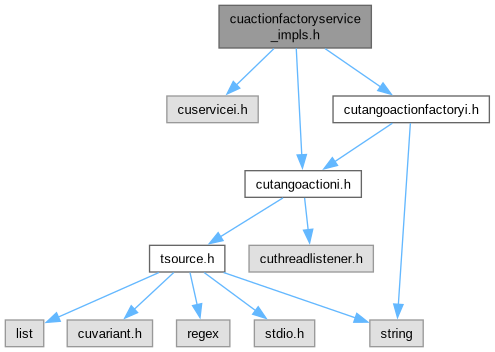 cuactionfactoryservice
_impls.h
cuservicei.h
cutangoactionfactoryi.h
cutangoactioni.h
tsource.h
cuthreadlistener.h
list
cuvariant.h
regex
stdio.h
string